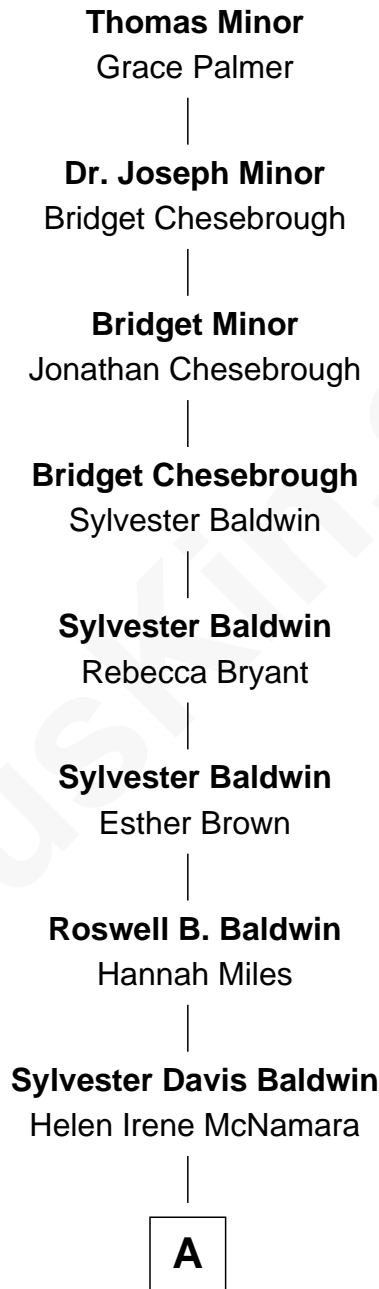 Thomas Minor
Grace Palmer
Dr. Joseph Minor
Bridget Chesebrough
Bridget Minor
Jonathan Chesebrough
Bridget Chesebrough
Sylvester Baldwin
Sylvester Baldwin
Rebecca Bryant
Sylvester Baldwin
Esther Brown
Roswell B. Baldwin
Hannah Miles
Sylvester Davis Baldwin
Helen Irene McNamara
A